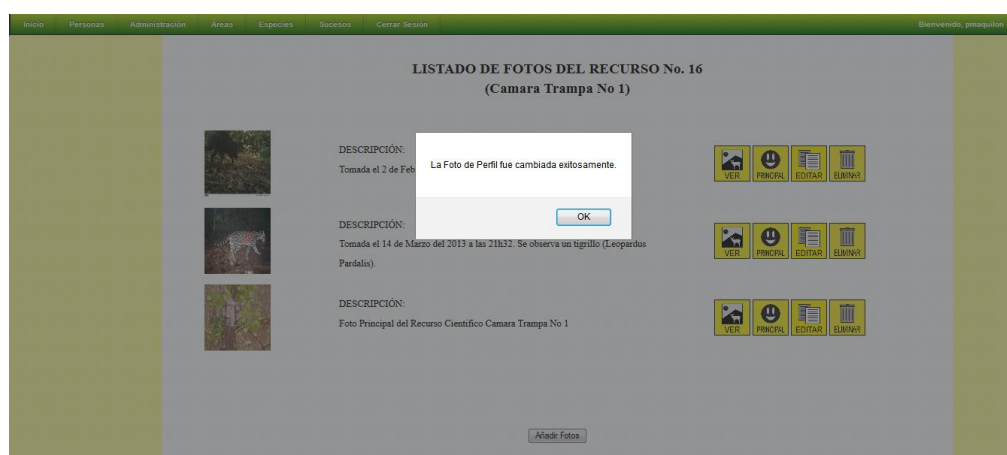 Inicio Personas Administración Áreas Especies Sucesos Cerrar Sesión Bienvenido, pmaquilon
LISTADO DE FOTOS DEL RECURSO No. 16
(Camara Trampa No 1)
DESCRIPCIÓN:
Tomada el 2 de Feb
La Foto de Perfil fue cambiada exitosamente.
OK
VER PRINCIPAL EDITAR ELIMINAR
DESCRIPCIÓN:
Tomada el 14 de Marzo del 2013 a las 21h32. Se observa un tigrillo (Leopardus
Pardalis).
VER PRINCIPAL EDITAR ELIMINAR
DESCRIPCIÓN:
Foto Principal del Recurso Cientifico Camara Trampa No 1
VER PRINCIPAL EDITAR ELIMINAR
Añadir Fotos